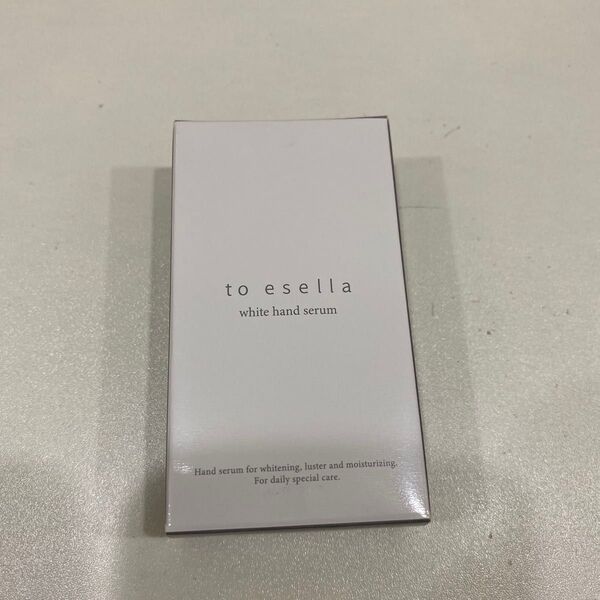 to esella
white hand serum
Hand serum for whitening, luster and moisturizing.
For daily special care.